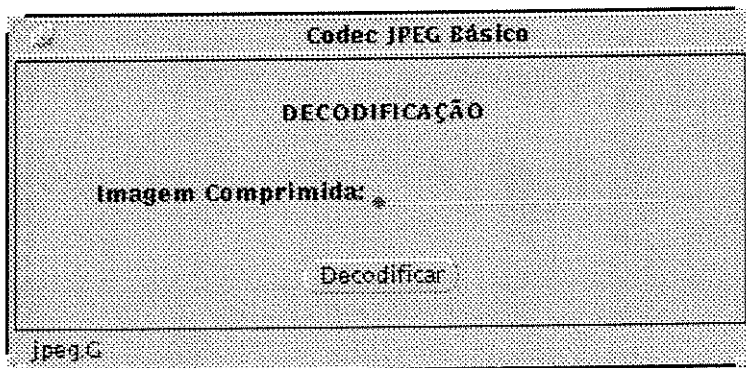 Codec JPEG Básico
DECODIFICAÇÃO
Imagem Comprimida:
Decodificar
jpeg.G